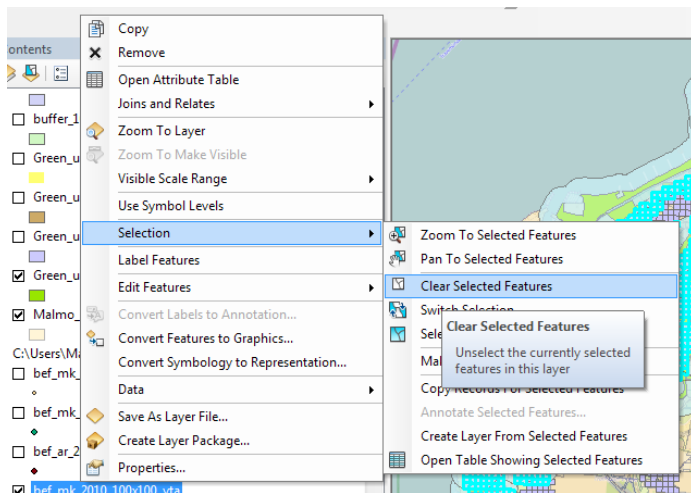 Copy
ontents
Remove
Open Attribute Table
Joins and Relates
buffer_1
Zoom To Layer
Green_u
Zoom To Make Visible
Visible Scale Range
Green_u
Use Symbol Levels
Green_u
Selection
Zoom To Selected Features
Label Features
Pan To Selected Features
Green_u
Edit Features
Clear Selected Features
Malmo_
Convert Labels to Annotation...
Switch Selection
Convert Features to Graphics...
Sele
Clear Selected Features
C:\Users\Ma
Convert Symbology to Representation...
Mal
Unselect the currently selected
features in this layer
bef_mk_
Data
Copy Records For Selected Features
bef_mk_
Save As Layer File...
Annotate Selected Features...
Create Layer Package...
Create Layer From Selected Features
bef_ar_2
Properties...
Open Table Showing Selected Features
bef_mk_2010_100x100_yta